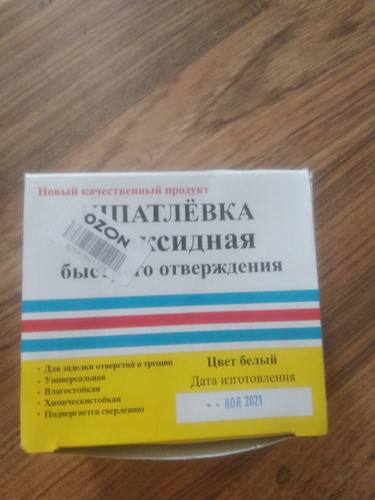 Новый качественный продукт
OZON
отверждения
• Для заделки отверстий и трещин
• Универсальная
• Влагостойкая
• Химическистойкая
• Подвергается сверлению
Цвет белый
Дата изготовления
-- НОЯ 2021